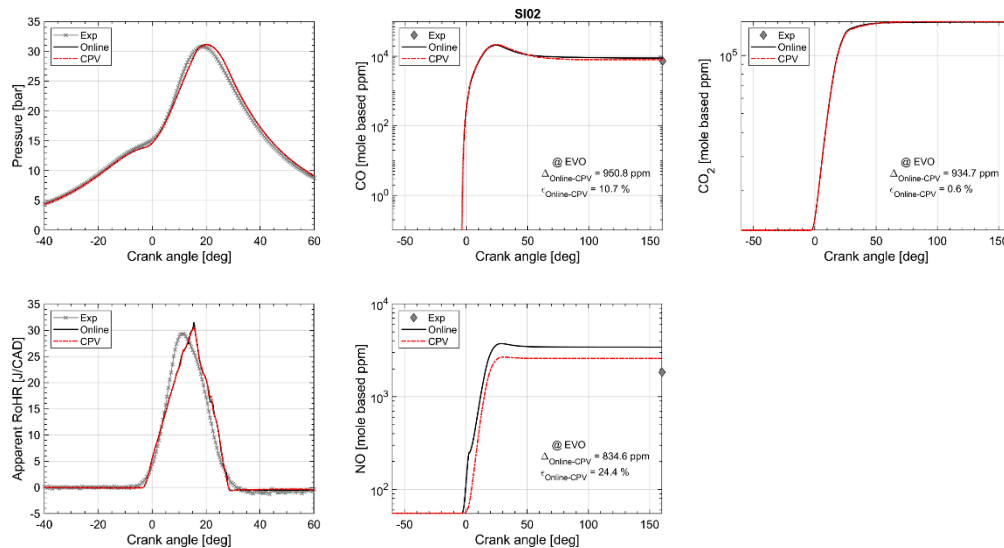 SI02
35
30
25
20
15
10
5
0
Pressure [bar]
Exp
Online
CPV
-40
-20
0
20
40
60
Crank angle [deg]
10^4
10^2
10^0
CO [mole based ppm]
Exp
Online
CPV
@ EVO
Δ_Online-CPV = 950.8 ppm
ϵ_Online-CPV = 10.7 %
-50
0
50
100
150
Crank angle [deg]
10^5
CO_2 [mole based ppm]
Exp
Online
CPV
@ EVO
Δ_Online-CPV = 934.7 ppm
ϵ_Online-CPV = 0.6 %
-50
0
50
100
150
Crank angle [deg]
35
30
25
20
15
10
5
0
-5
Apparent RoHR [J/CAD]
Exp
Online
CPV
-40
-20
0
20
40
60
Crank angle [deg]
10^4
10^3
10^2
NO [mole based ppm]
Exp
Online
CPV
@ EVO
Δ_Online-CPV = 834.6 ppm
ϵ_Online-CPV = 24.4 %
-50
0
50
100
150
Crank angle [deg]